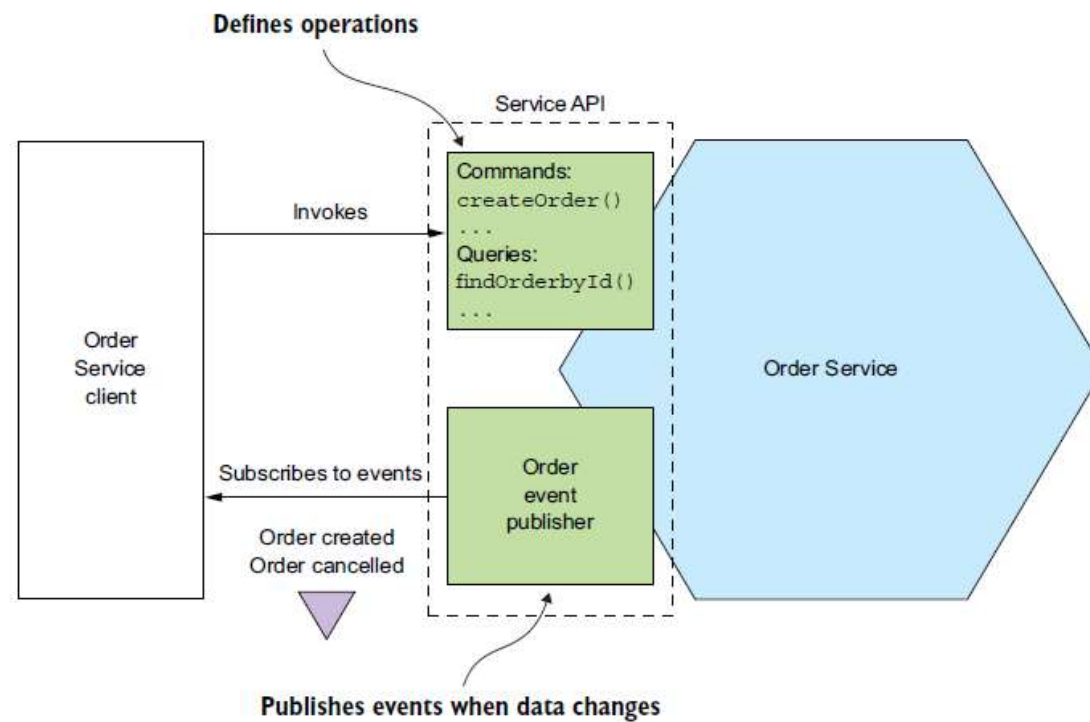 Defines operations
Service API
Commands:
createOrder()
...
Queries:
findOrderbyId()
...
Invokes
Order
Service
client
Order Service
Subscribes to events
Order
event
publisher
Order created
Order cancelled
Publishes events when data changes